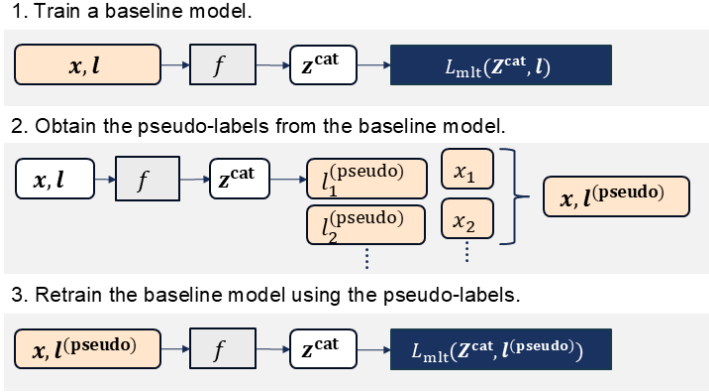 1. Train a baseline model.
x, l f z^cat L_mlt(Z^cat, l)
2. Obtain the pseudo-labels from the baseline model.
x, l f z^cat l_1^(pseudo) x_1 x, l^(pseudo)
l_2^(pseudo) x_2
3. Retrain the baseline model using the pseudo-labels.
x, l^(pseudo) f z^cat L_mlt(Z^cat, l^(pseudo))